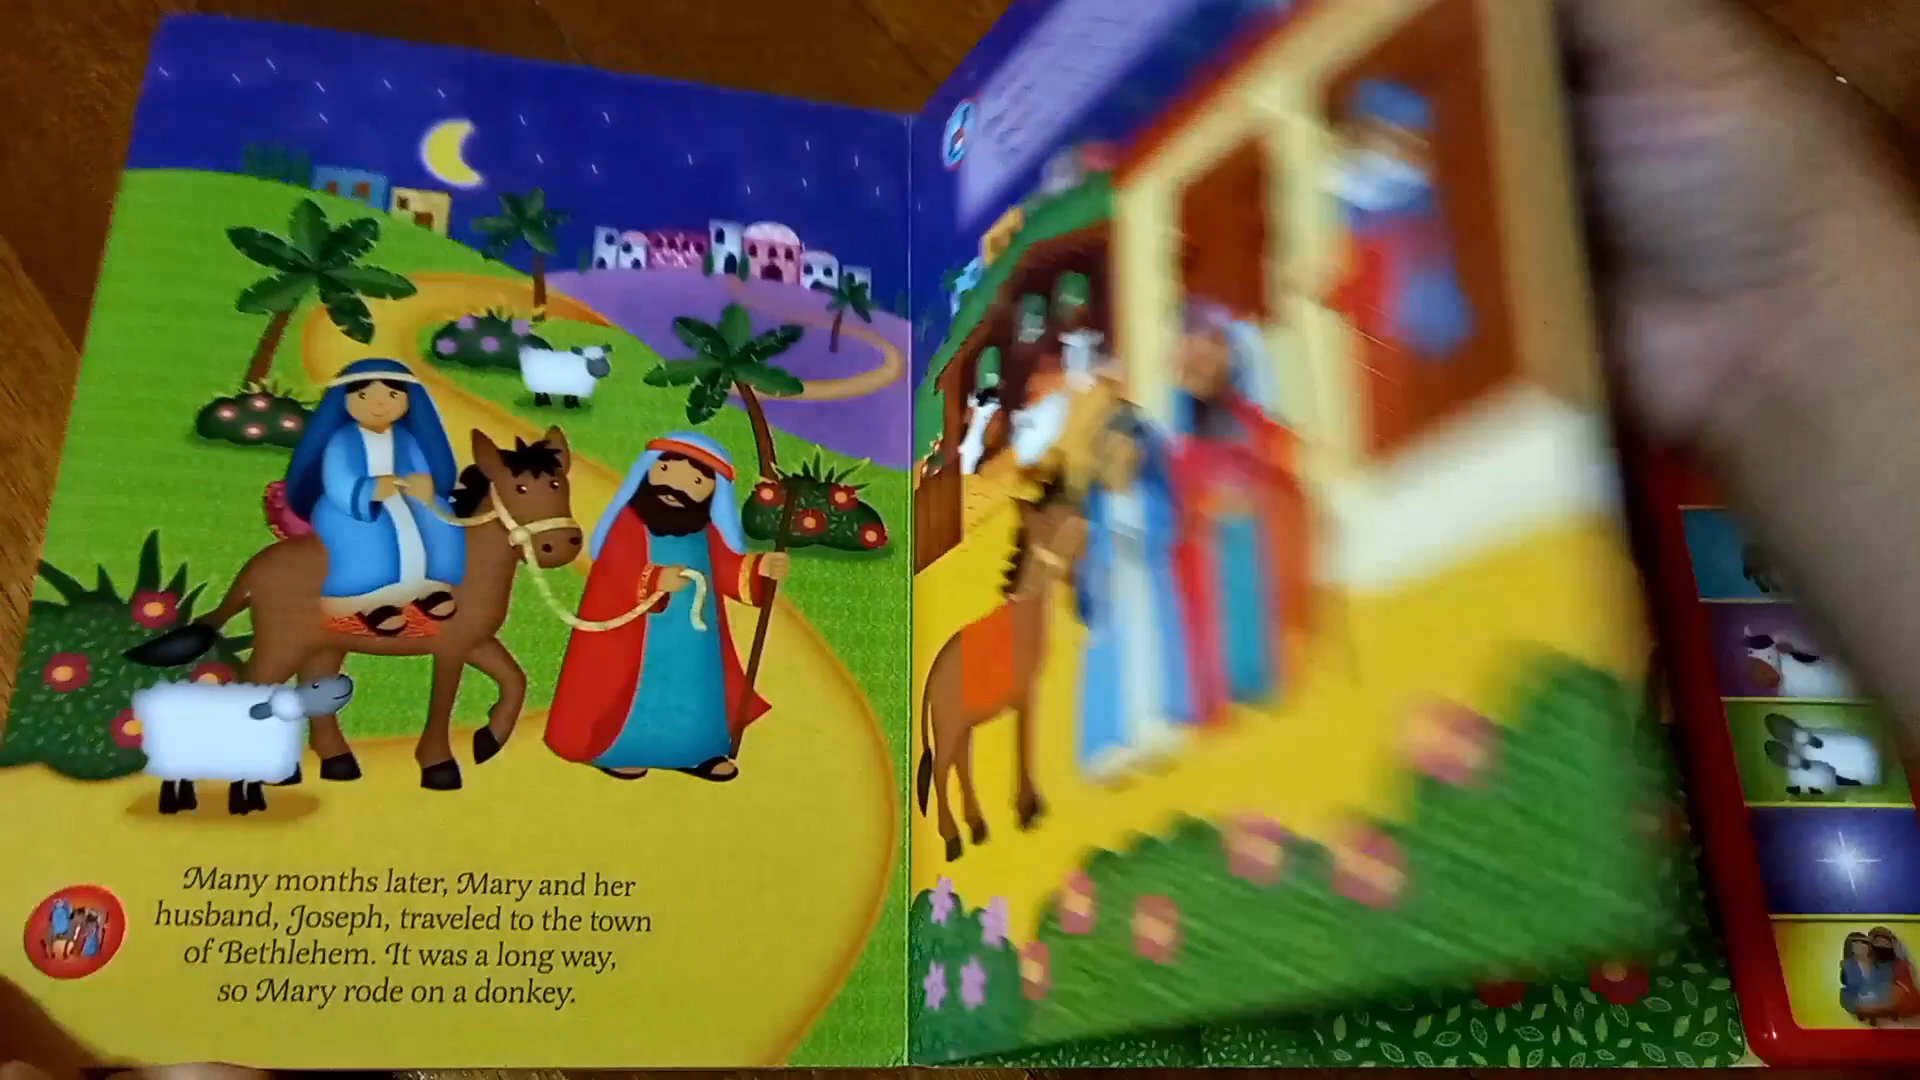 Many months later, Mary and her
husband, Joseph, traveled to the town
of Bethlehem. It was a long way,
so Mary rode on a donkey.